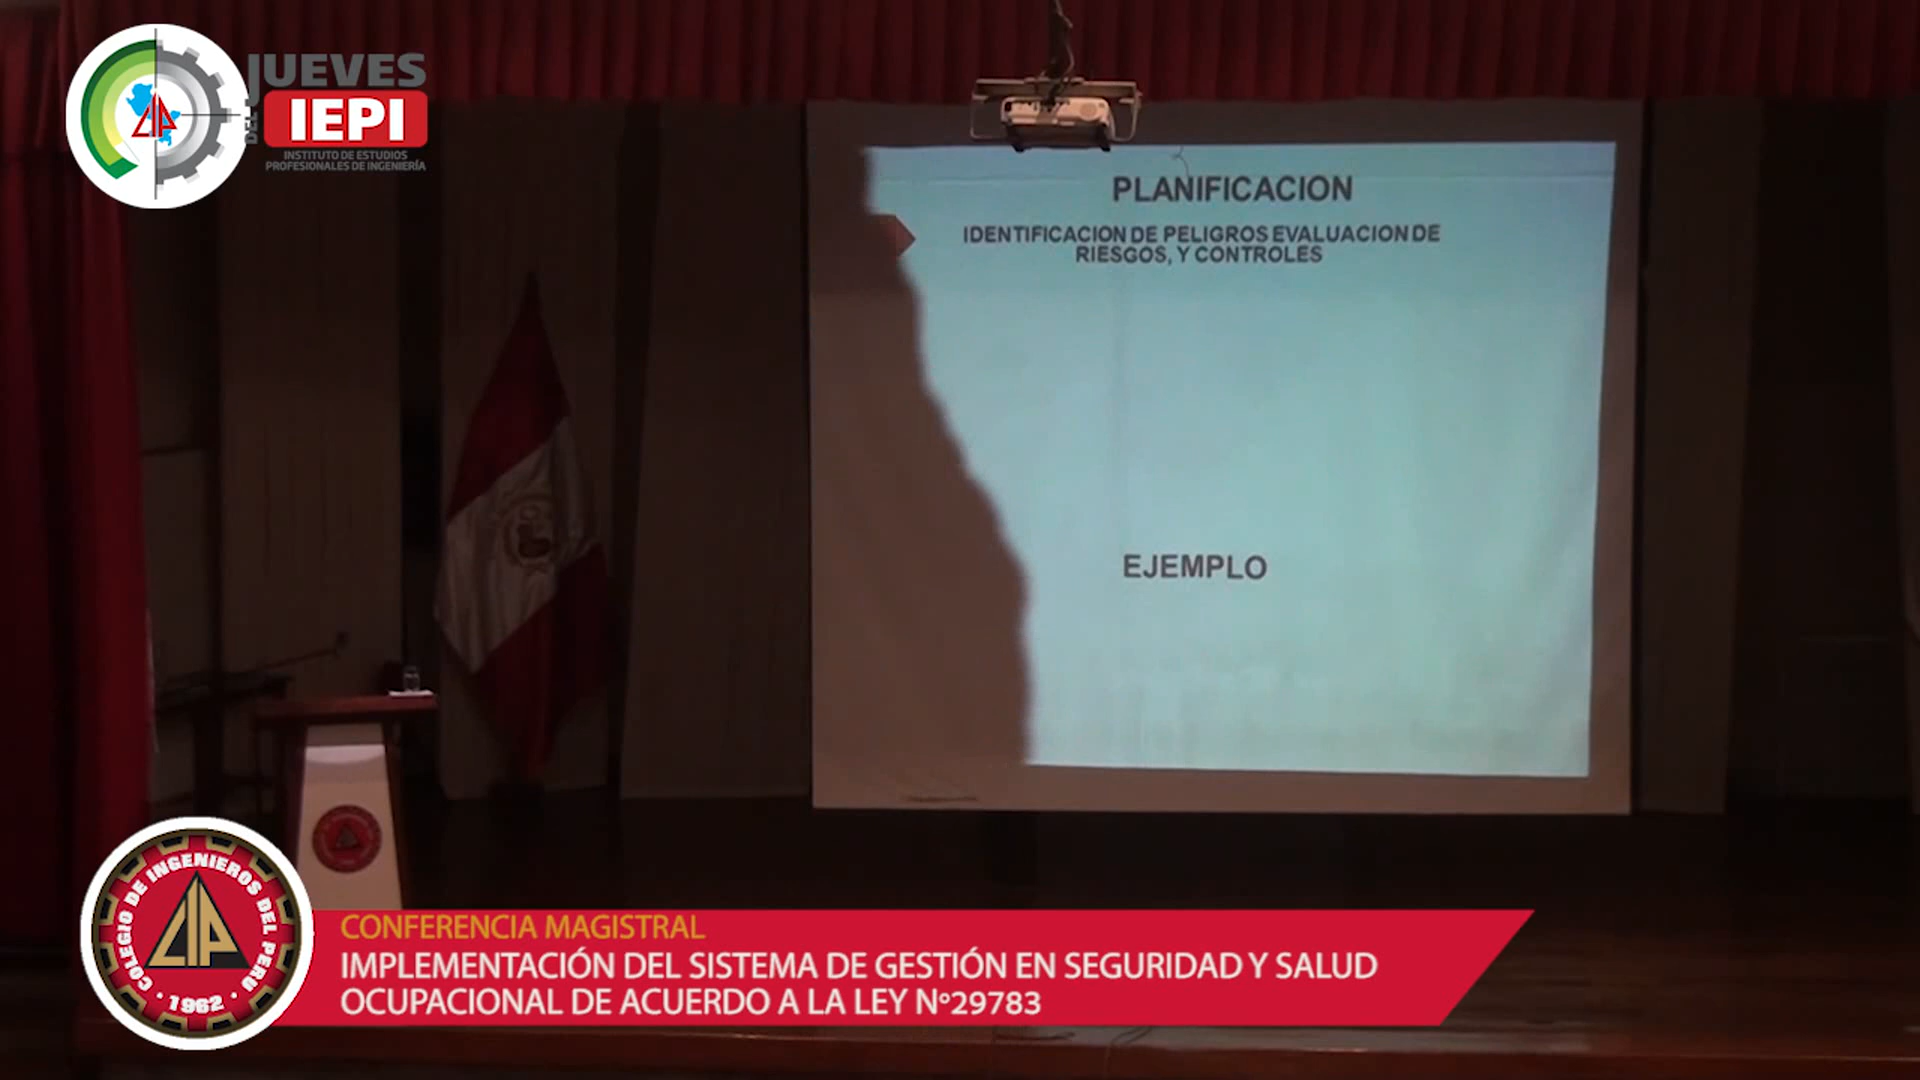 JUEVES
DEL
IEPI
INSTITUTO DE ESTUDIOS
PROFESIONALES DE INGENIERÍA
CIP
PLANIFICACION
IDENTIFICACION DE PELIGROS EVALUACION DE
RIESGOS, Y CONTROLES
EJEMPLO
COLEGIO DE INGENIEROS DEL PERU
CIP
· 1962 ·
CONFERENCIA MAGISTRAL
IMPLEMENTACIÓN DEL SISTEMA DE GESTIÓN EN SEGURIDAD Y SALUD
OCUPACIONAL DE ACUERDO A LA LEY N°29783